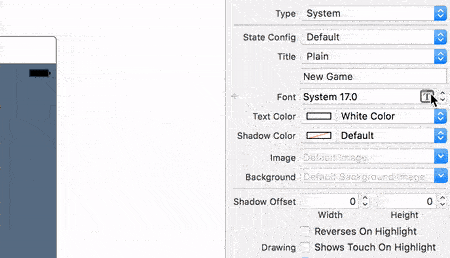 Type System
State Config Default
Title Plain
New Game
Font System 17.0 T
Text Color White Color
Shadow Color Default
Image Default Image
Background Default Background Image
Shadow Offset 0 0
Width Height
Reverses On Highlight
Drawing Shows Touch On Highlight